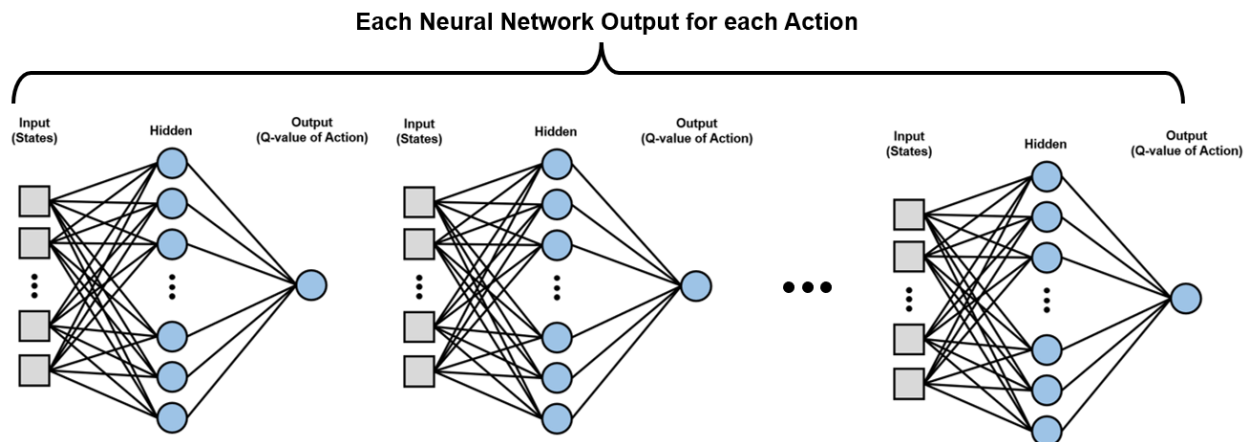 Each Neural Network Output for each Action
Input
(States)
Hidden
Output
(Q-value of Action)
Input
(States)
Hidden
Output
(Q-value of Action)
Input
(States)
Hidden
Output
(Q-value of Action)